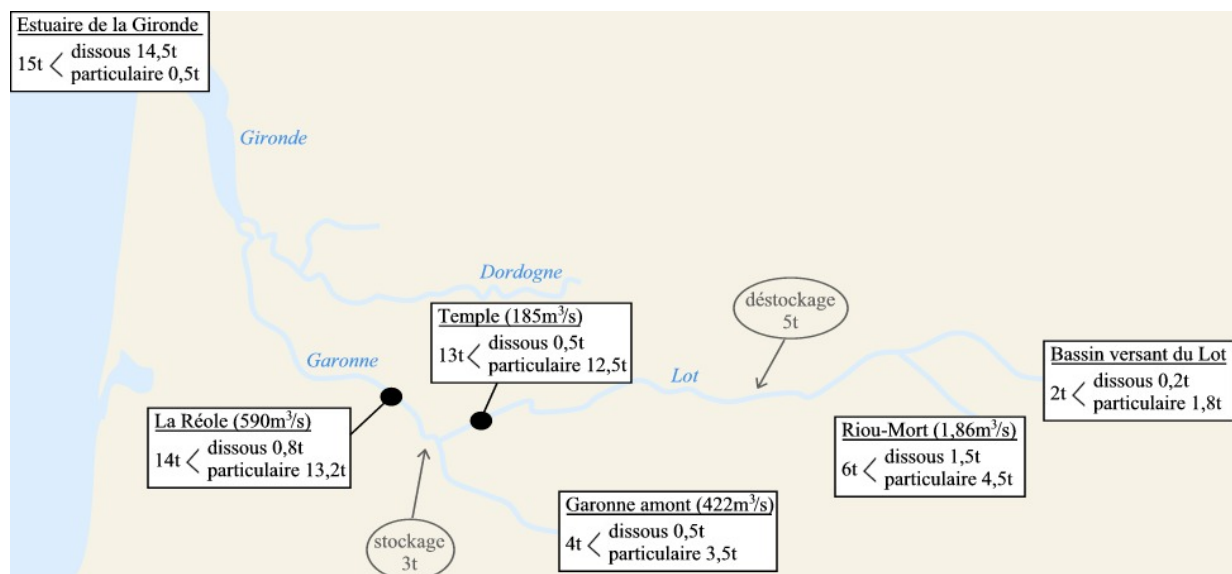 Estuaire de la Gironde
dissous 14,5t
15t <
particulaire 0,5t
Gironde
Dordogne
déstockage
5t
Temple (185m³/s)
dissous 0,5t
13t <
particulaire 12,5t
Garonne
Lot
Bassin versant du Lot
dissous 0,2t
2t <
particulaire 1,8t
La Réole (590m³/s)
dissous 0,8t
14t <
particulaire 13,2t
Riou-Mort (1,86m³/s)
dissous 1,5t
6t <
particulaire 4,5t
Garonne amont (422m³/s)
dissous 0,5t
4t <
particulaire 3,5t
stockage
3t